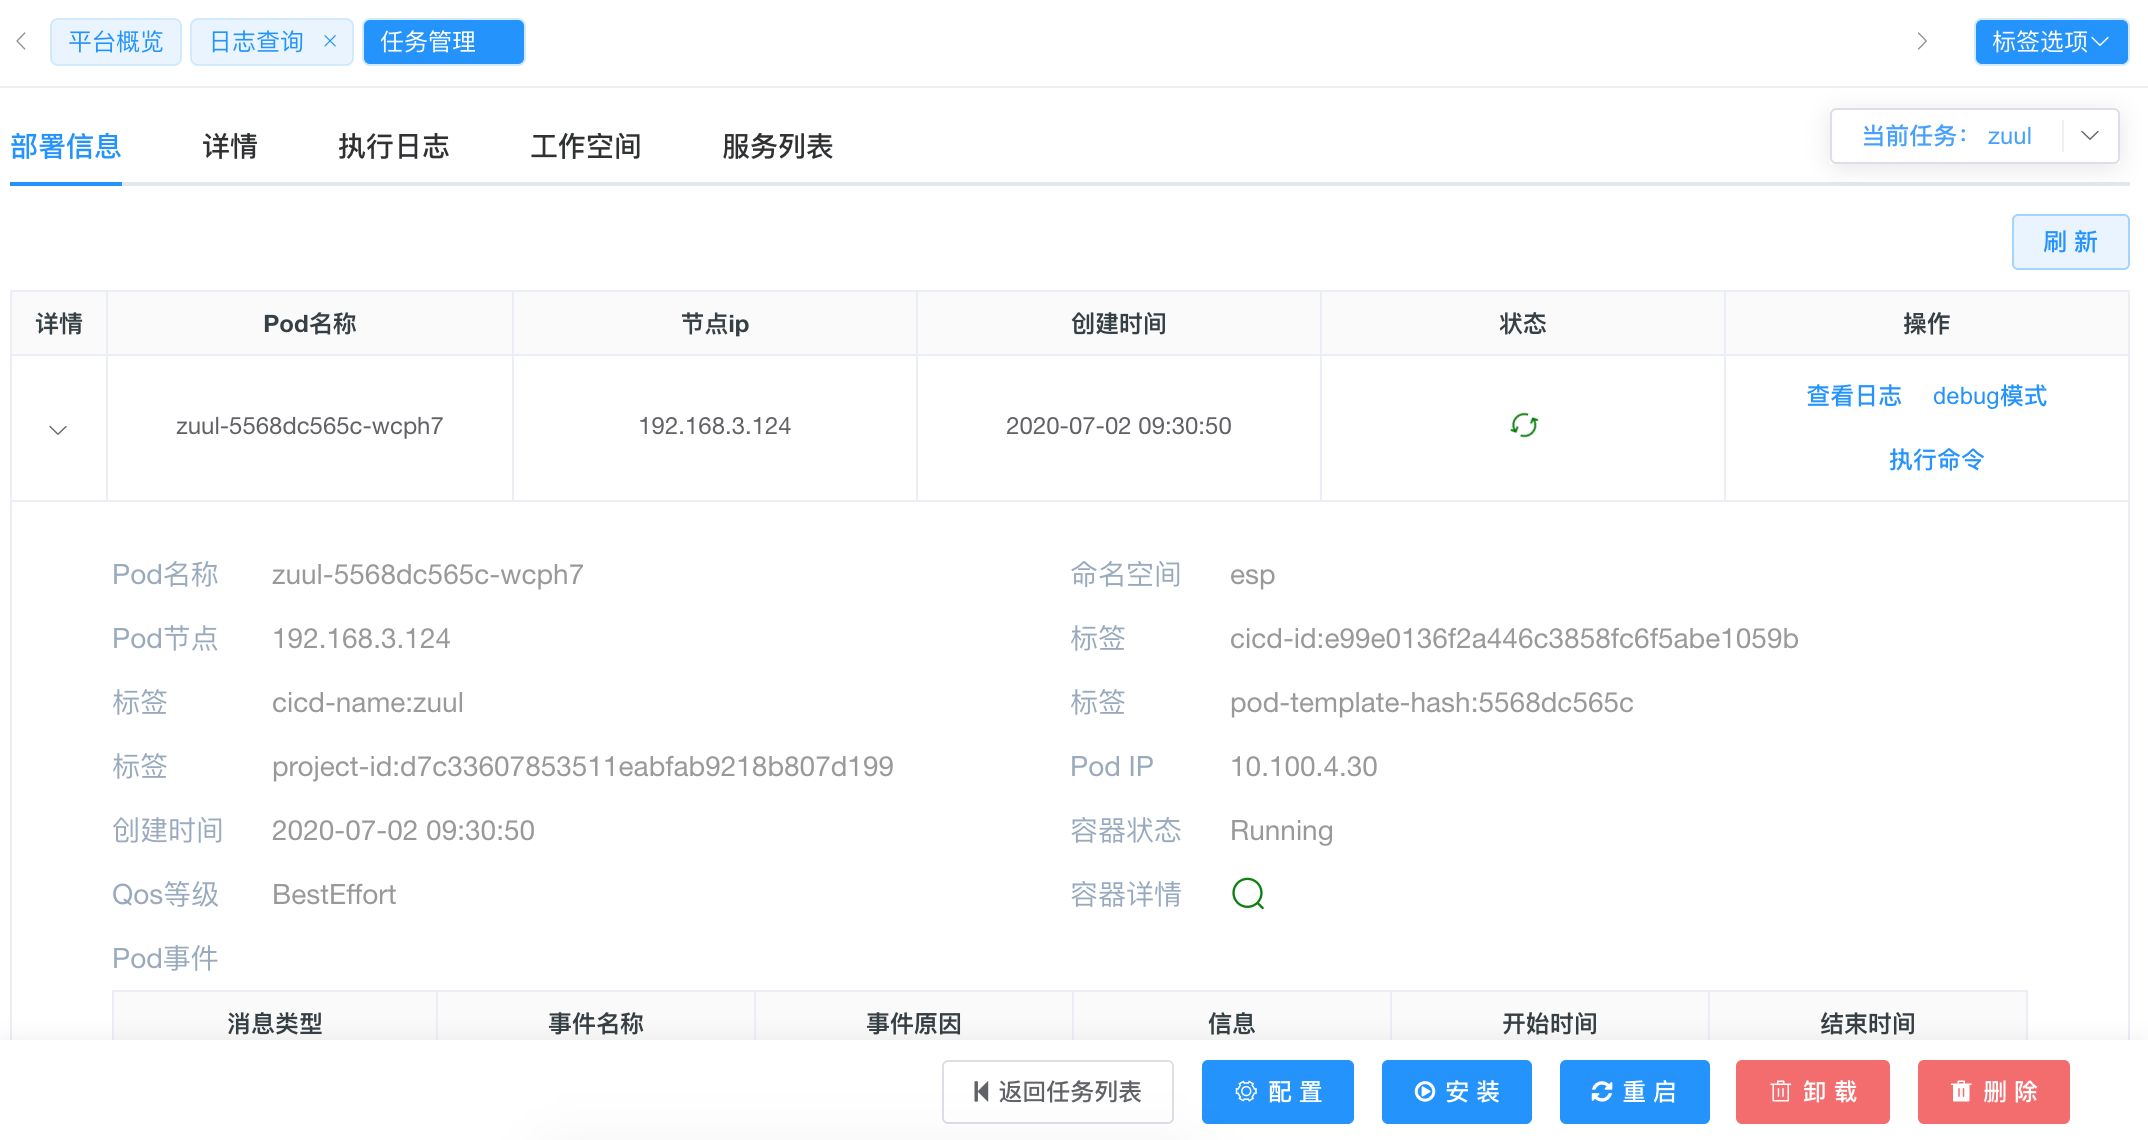 平台概览 日志查询 × 任务管理 标签选项
部署信息 详情 执行日志 工作空间 服务列表 当前任务： zuul
刷 新
详情 Pod名称 节点ip 创建时间 状态 操作
zuul-5568dc565c-wcph7 192.168.3.124 2020-07-02 09:30:50 查看日志 debug模式
执行命令
Pod名称 zuul-5568dc565c-wcph7 命名空间 esp
Pod节点 192.168.3.124 标签 cicd-id:e99e0136f2a446c3858fc6f5abe1059b
标签 cicd-name:zuul 标签 pod-template-hash:5568dc565c
标签 project-id:d7c33607853511eabfab9218b807d199 Pod IP 10.100.4.30
创建时间 2020-07-02 09:30:50 容器状态 Running
Qos等级 BestEffort 容器详情
Pod事件
消息类型 事件名称 事件原因 信息 开始时间 结束时间
返回任务列表 配 置 安 装 重 启 卸 载 删 除